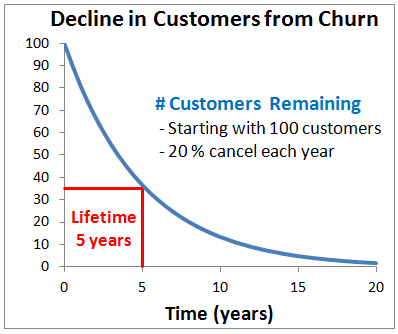 Decline in Customers from Churn
100
90
80
70
60
50
40
30
20
10
0
# Customers Remaining
- Starting with 100 customers
- 20 % cancel each year
Lifetime
5 years
0 5 10 15 20
Time (years)